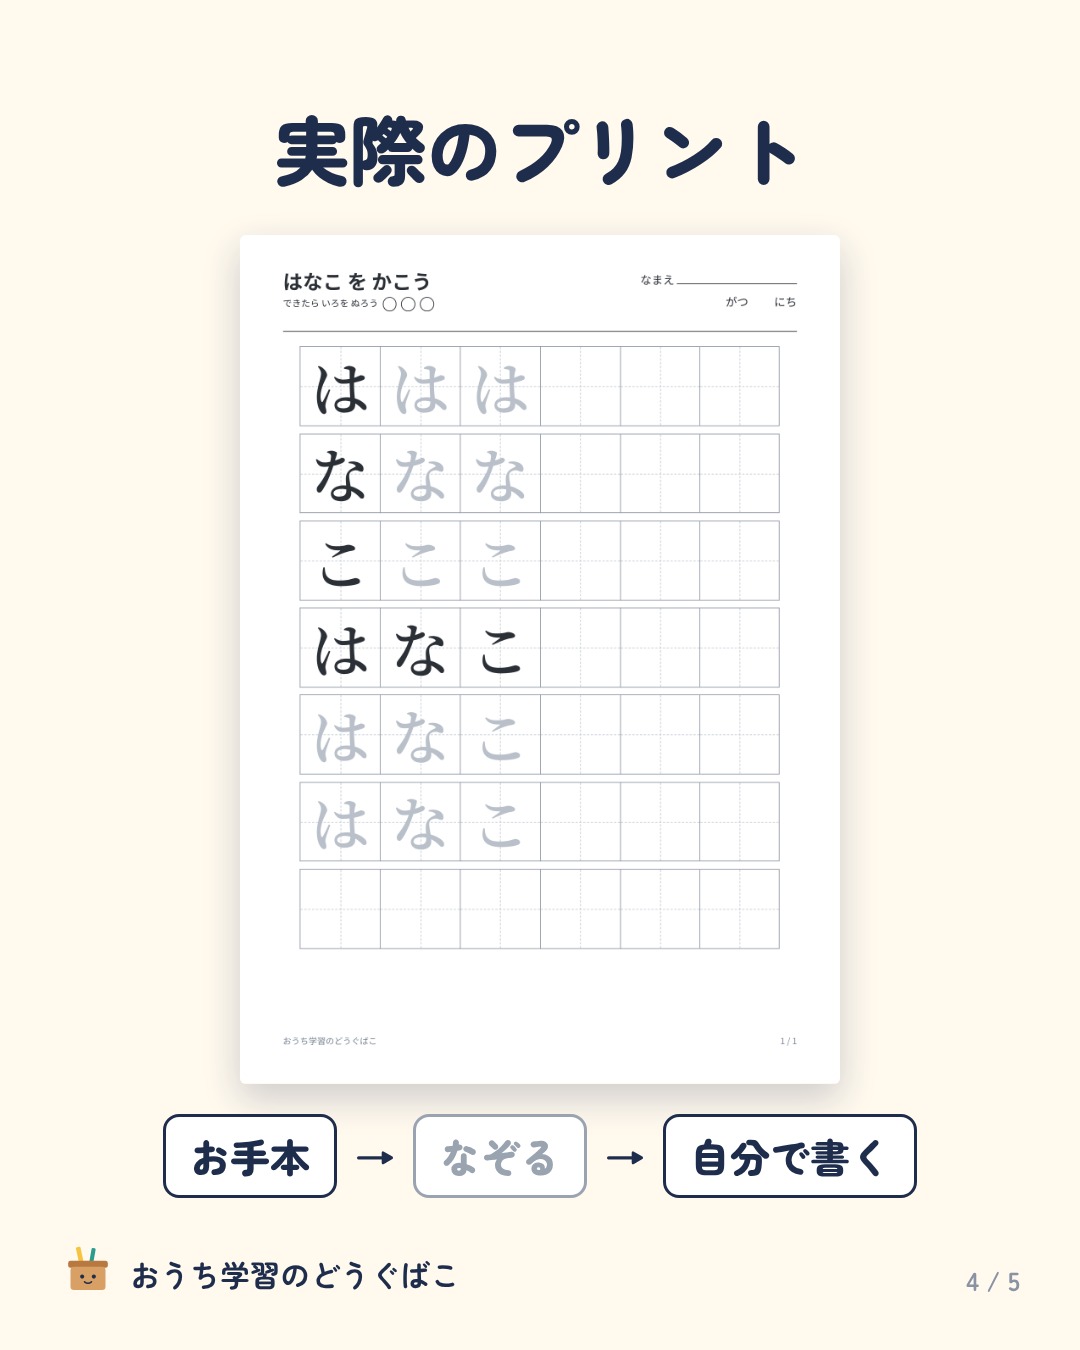 実際のプリント
はなこ を かこう
なまえ
できたら いろを ぬろう
がつ にち
は は は
な な な
こ こ こ
は な こ
は な こ
は な こ
おうち学習のどうぐばこ
1 / 1
お手本 → なぞる → 自分で書く
おうち学習のどうぐばこ
4 / 5